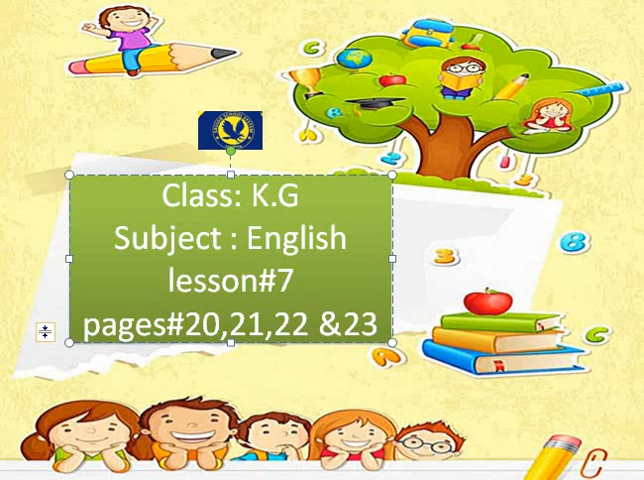 Class: K.G
Subject : English
lesson#7
pages#20,21,22 &23